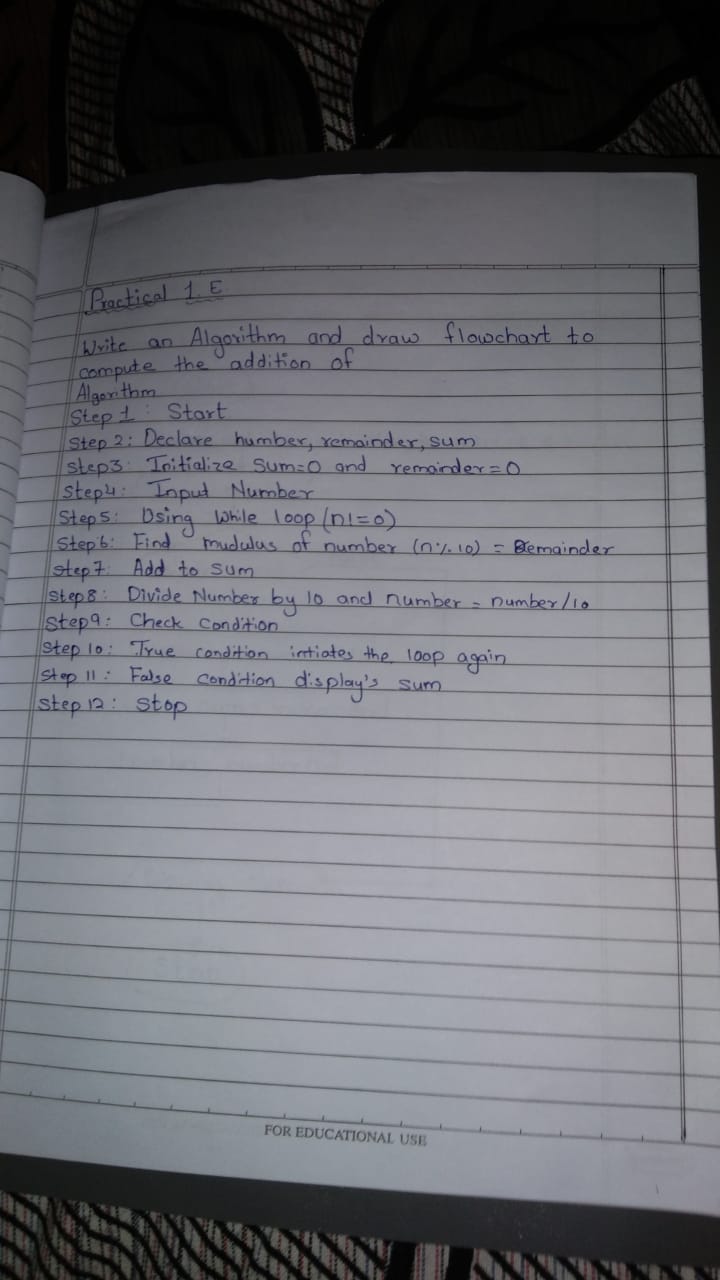 Practical 1. E
Write an Algorithm and draw flowchart to
compute the addition of
Algorithm
Step 1 : Start
Step 2: Declare humber, remainder, sum
Step3: Initialize Sum=0 and remainder=0
Step4: Input Number
Step5: Using While loop (n!=0)
Step6: Find mudulus of number (n%10) = Remainder
Step 7: Add to sum
Step8: Divide Number by 10 and number = number/10
Step9: Check Condition
Step 10: True condition intiates the loop again
Step 11: False condition display's sum
Step 12: Stop
FOR EDUCATIONAL USE